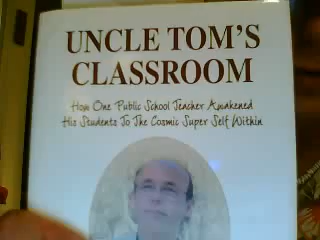 UNCLE TOM'S
CLASSROOM
How One Public School Teacher Awakened
His Students To The Cosmic Super Self Within